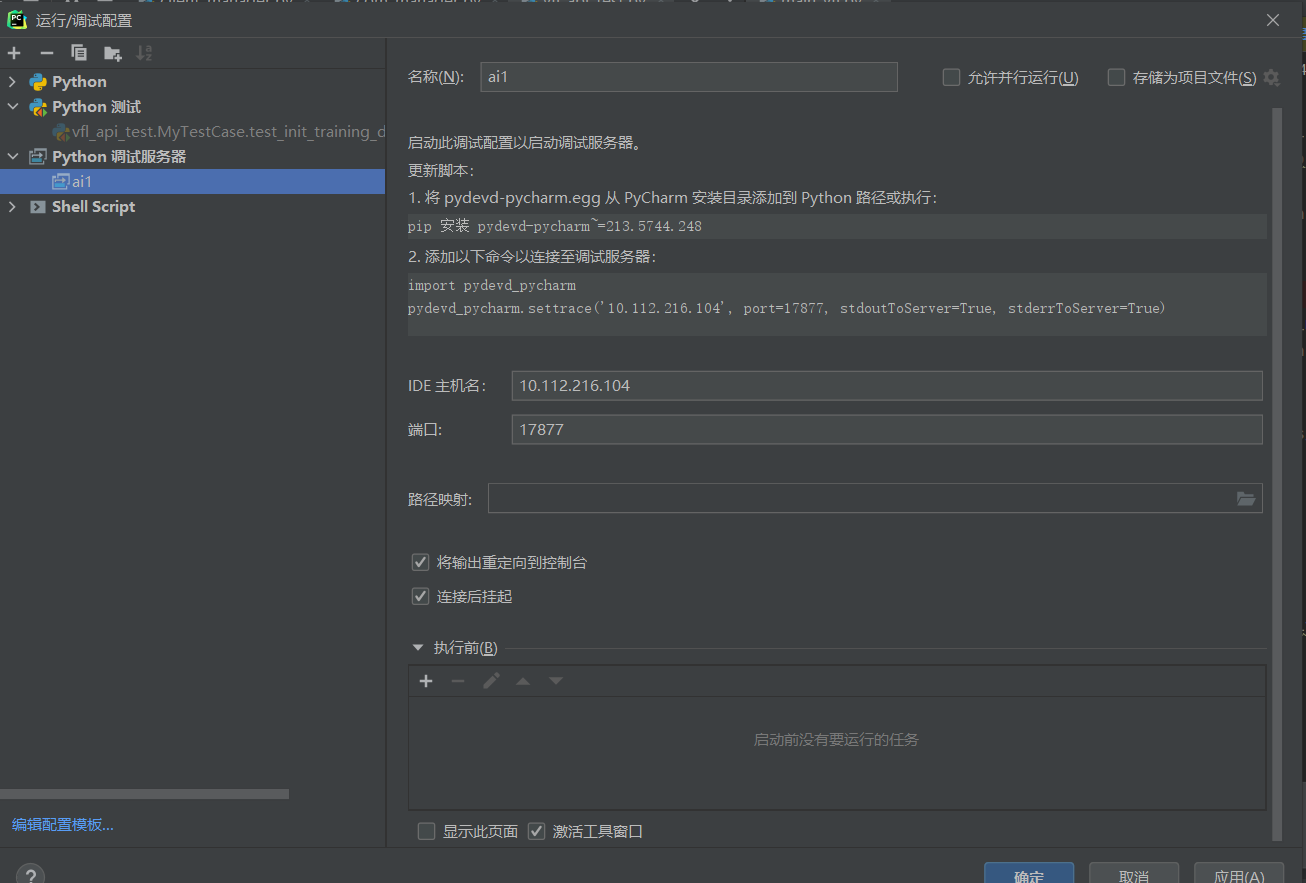 运行/调试配置
Python
Python 测试
vfl_api_test.MyTestCase.test_init_training_d
Python 调试服务器
ai1
Shell Script
编辑配置模板...
名称(N):
ai1
允许并行运行(U)
存储为项目文件(S)
启动此调试配置以启动调试服务器。
更新脚本:
1. 将 pydevd-pycharm.egg 从 PyCharm 安装目录添加到 Python 路径或执行:
pip 安装 pydevd-pycharm~=213.5744.248
2. 添加以下命令以连接至调试服务器:
import pydevd_pycharm
pydevd_pycharm.settrace('10.112.216.104', port=17877, stdoutToServer=True, stderrToServer=True)
IDE 主机名:
10.112.216.104
端口:
17877
路径映射:
将输出重定向到控制台
连接后挂起
执行前(B)
启动前没有要运行的任务
显示此页面
激活工具窗口
?
确定
取消
应用(A)